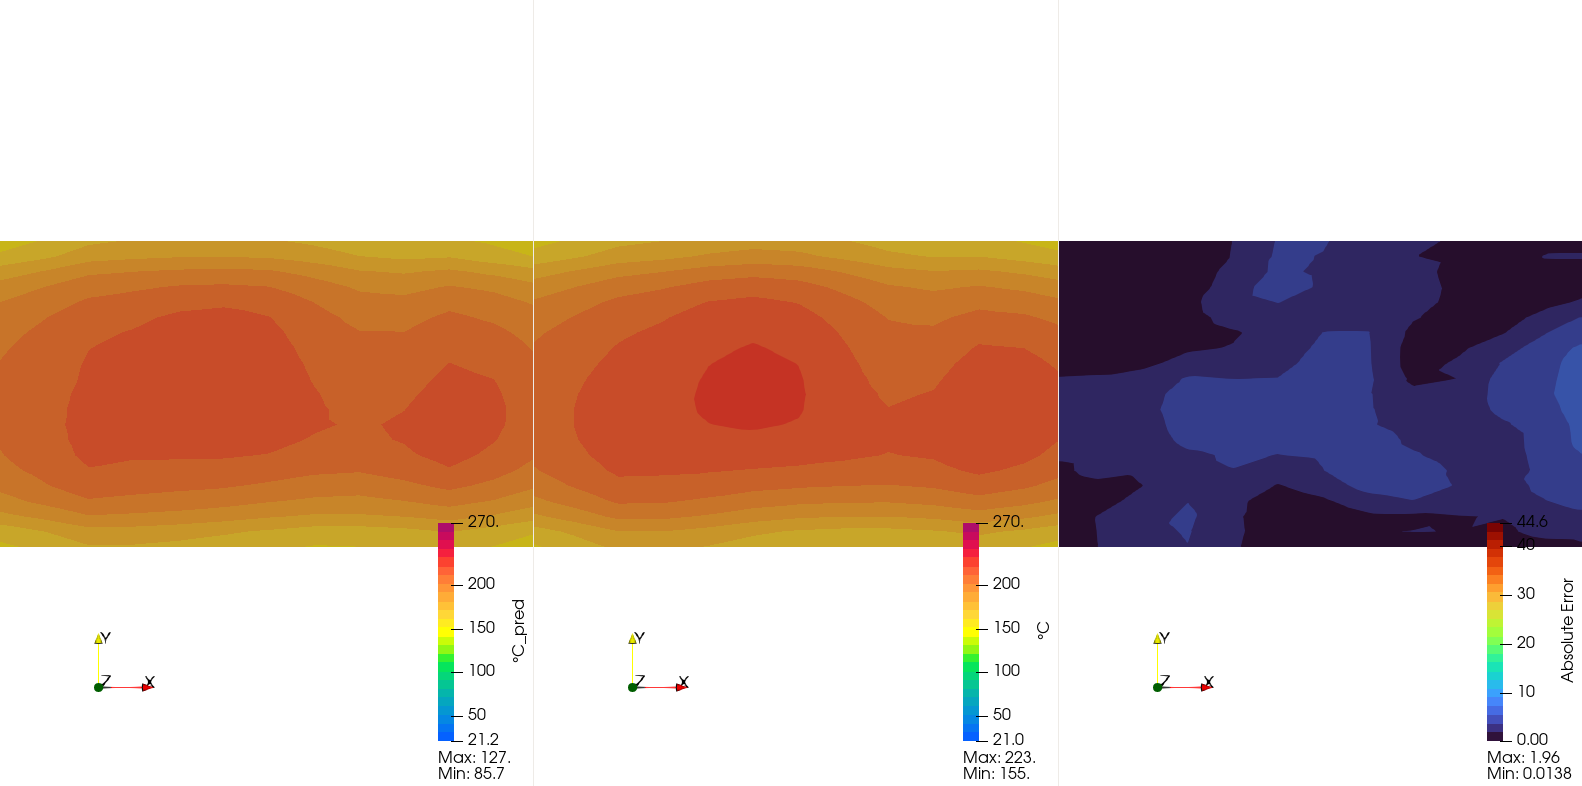 270.
200
150
100
50
21.2
°C_pred
Max: 127.
Min: 85.7
Y
Z
X
270.
200
150
100
50
21.0
°C
Max: 223.
Min: 155.
Y
Z
X
44.6
40
30
20
10
0.00
Absolute Error
Max: 1.96
Min: 0.0138
Y
Z
X